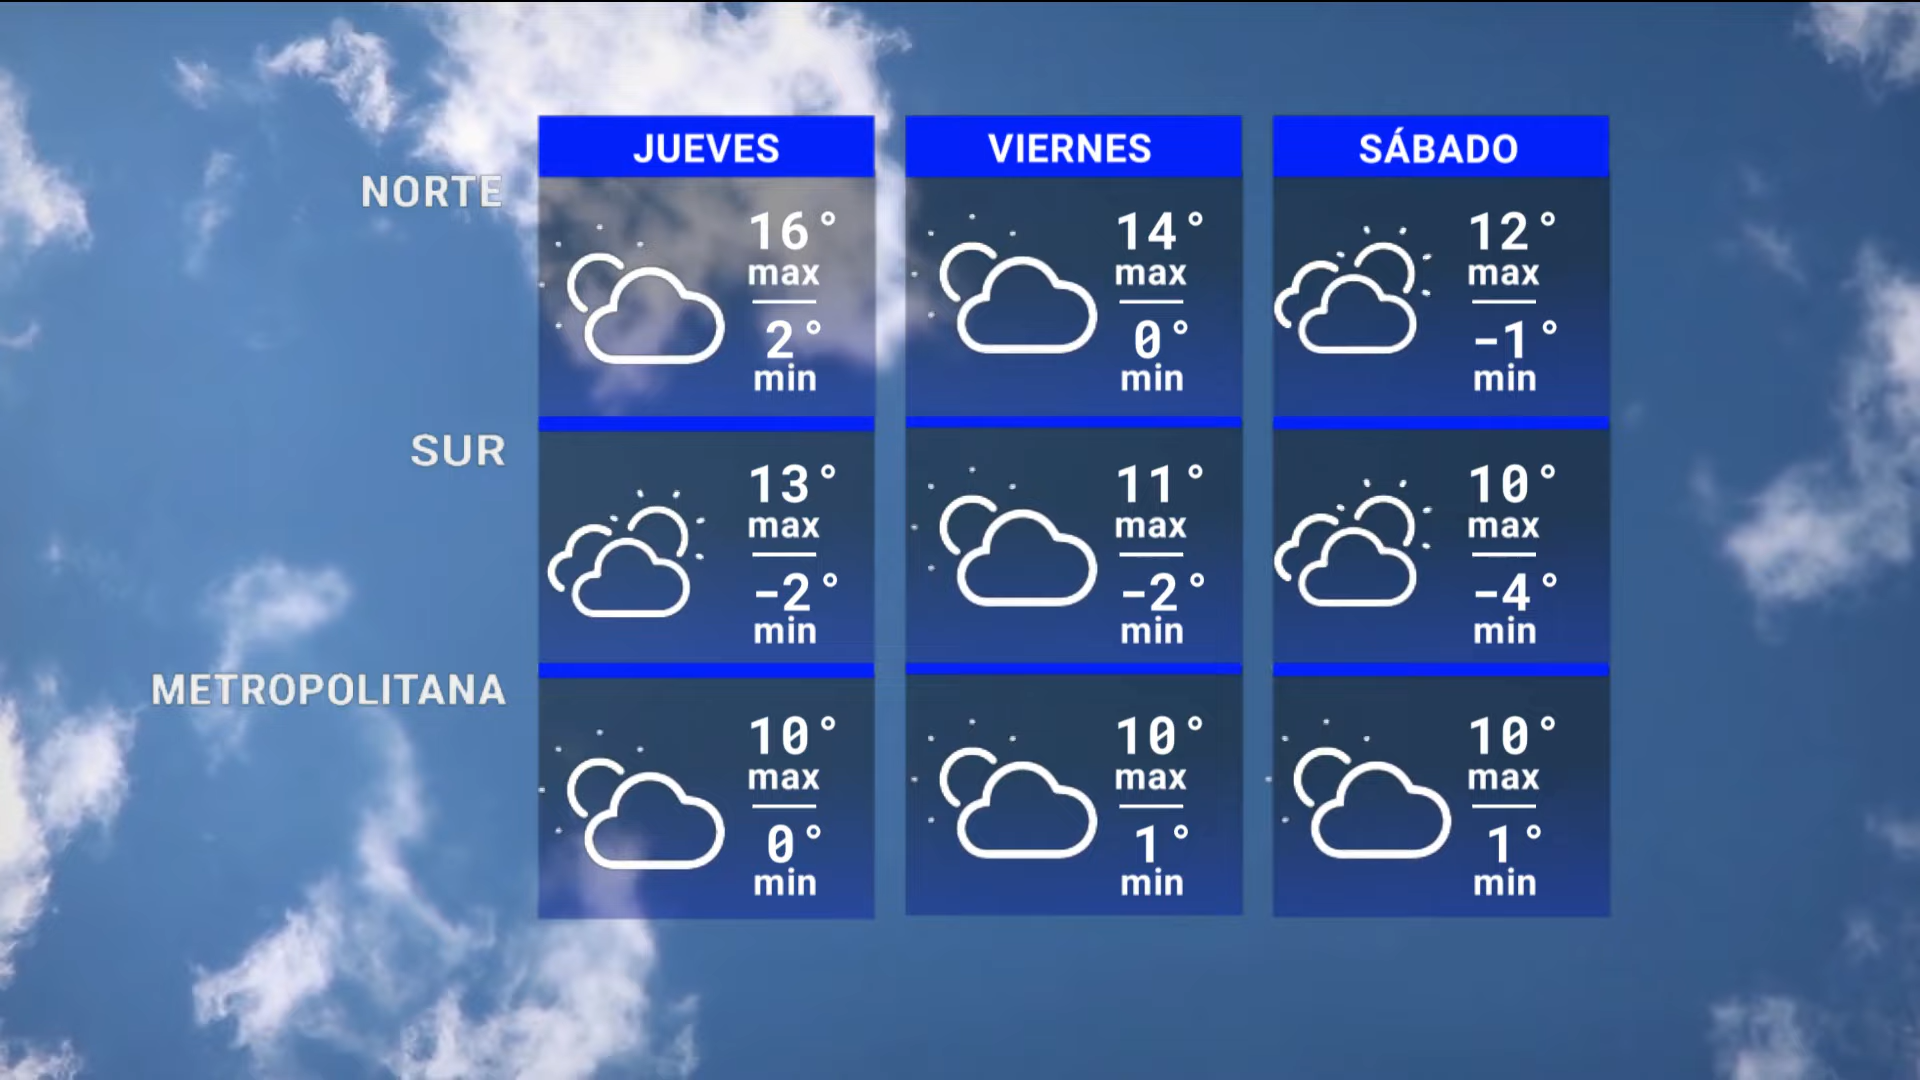 JUEVES VIERNES SÁBADO
NORTE
16° 14° 12°
max max max
2° 0° -1°
min min min
SUR
13° 11° 10°
max max max
-2° -2° -4°
min min min
METROPOLITANA
10° 10° 10°
max max max
0° 1° 1°
min min min